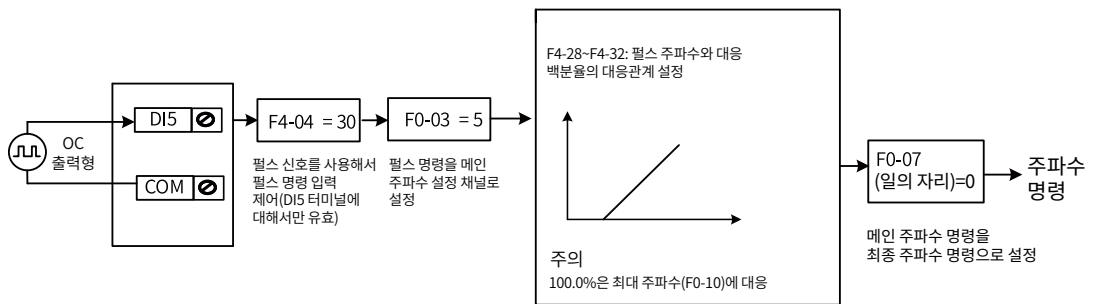 OC
출력형
DI5
COM
F4-04 = 30
펄스 신호를 사용해서
펄스 명령 입력
제어(DI5 터미널에
대해서만 유효)
F0-03 = 5
펄스 명령을 메인
주파수 설정 채널로
설정
F4-28~F4-32: 펄스 주파수와 대응
백분율의 대응관계 설정
주의
100.0%은 최대 주파수(F0-10)에 대응
F0-07
(일의 자리)=0
메인 주파수 명령을
최종 주파수 명령으로 설정
주파수
명령